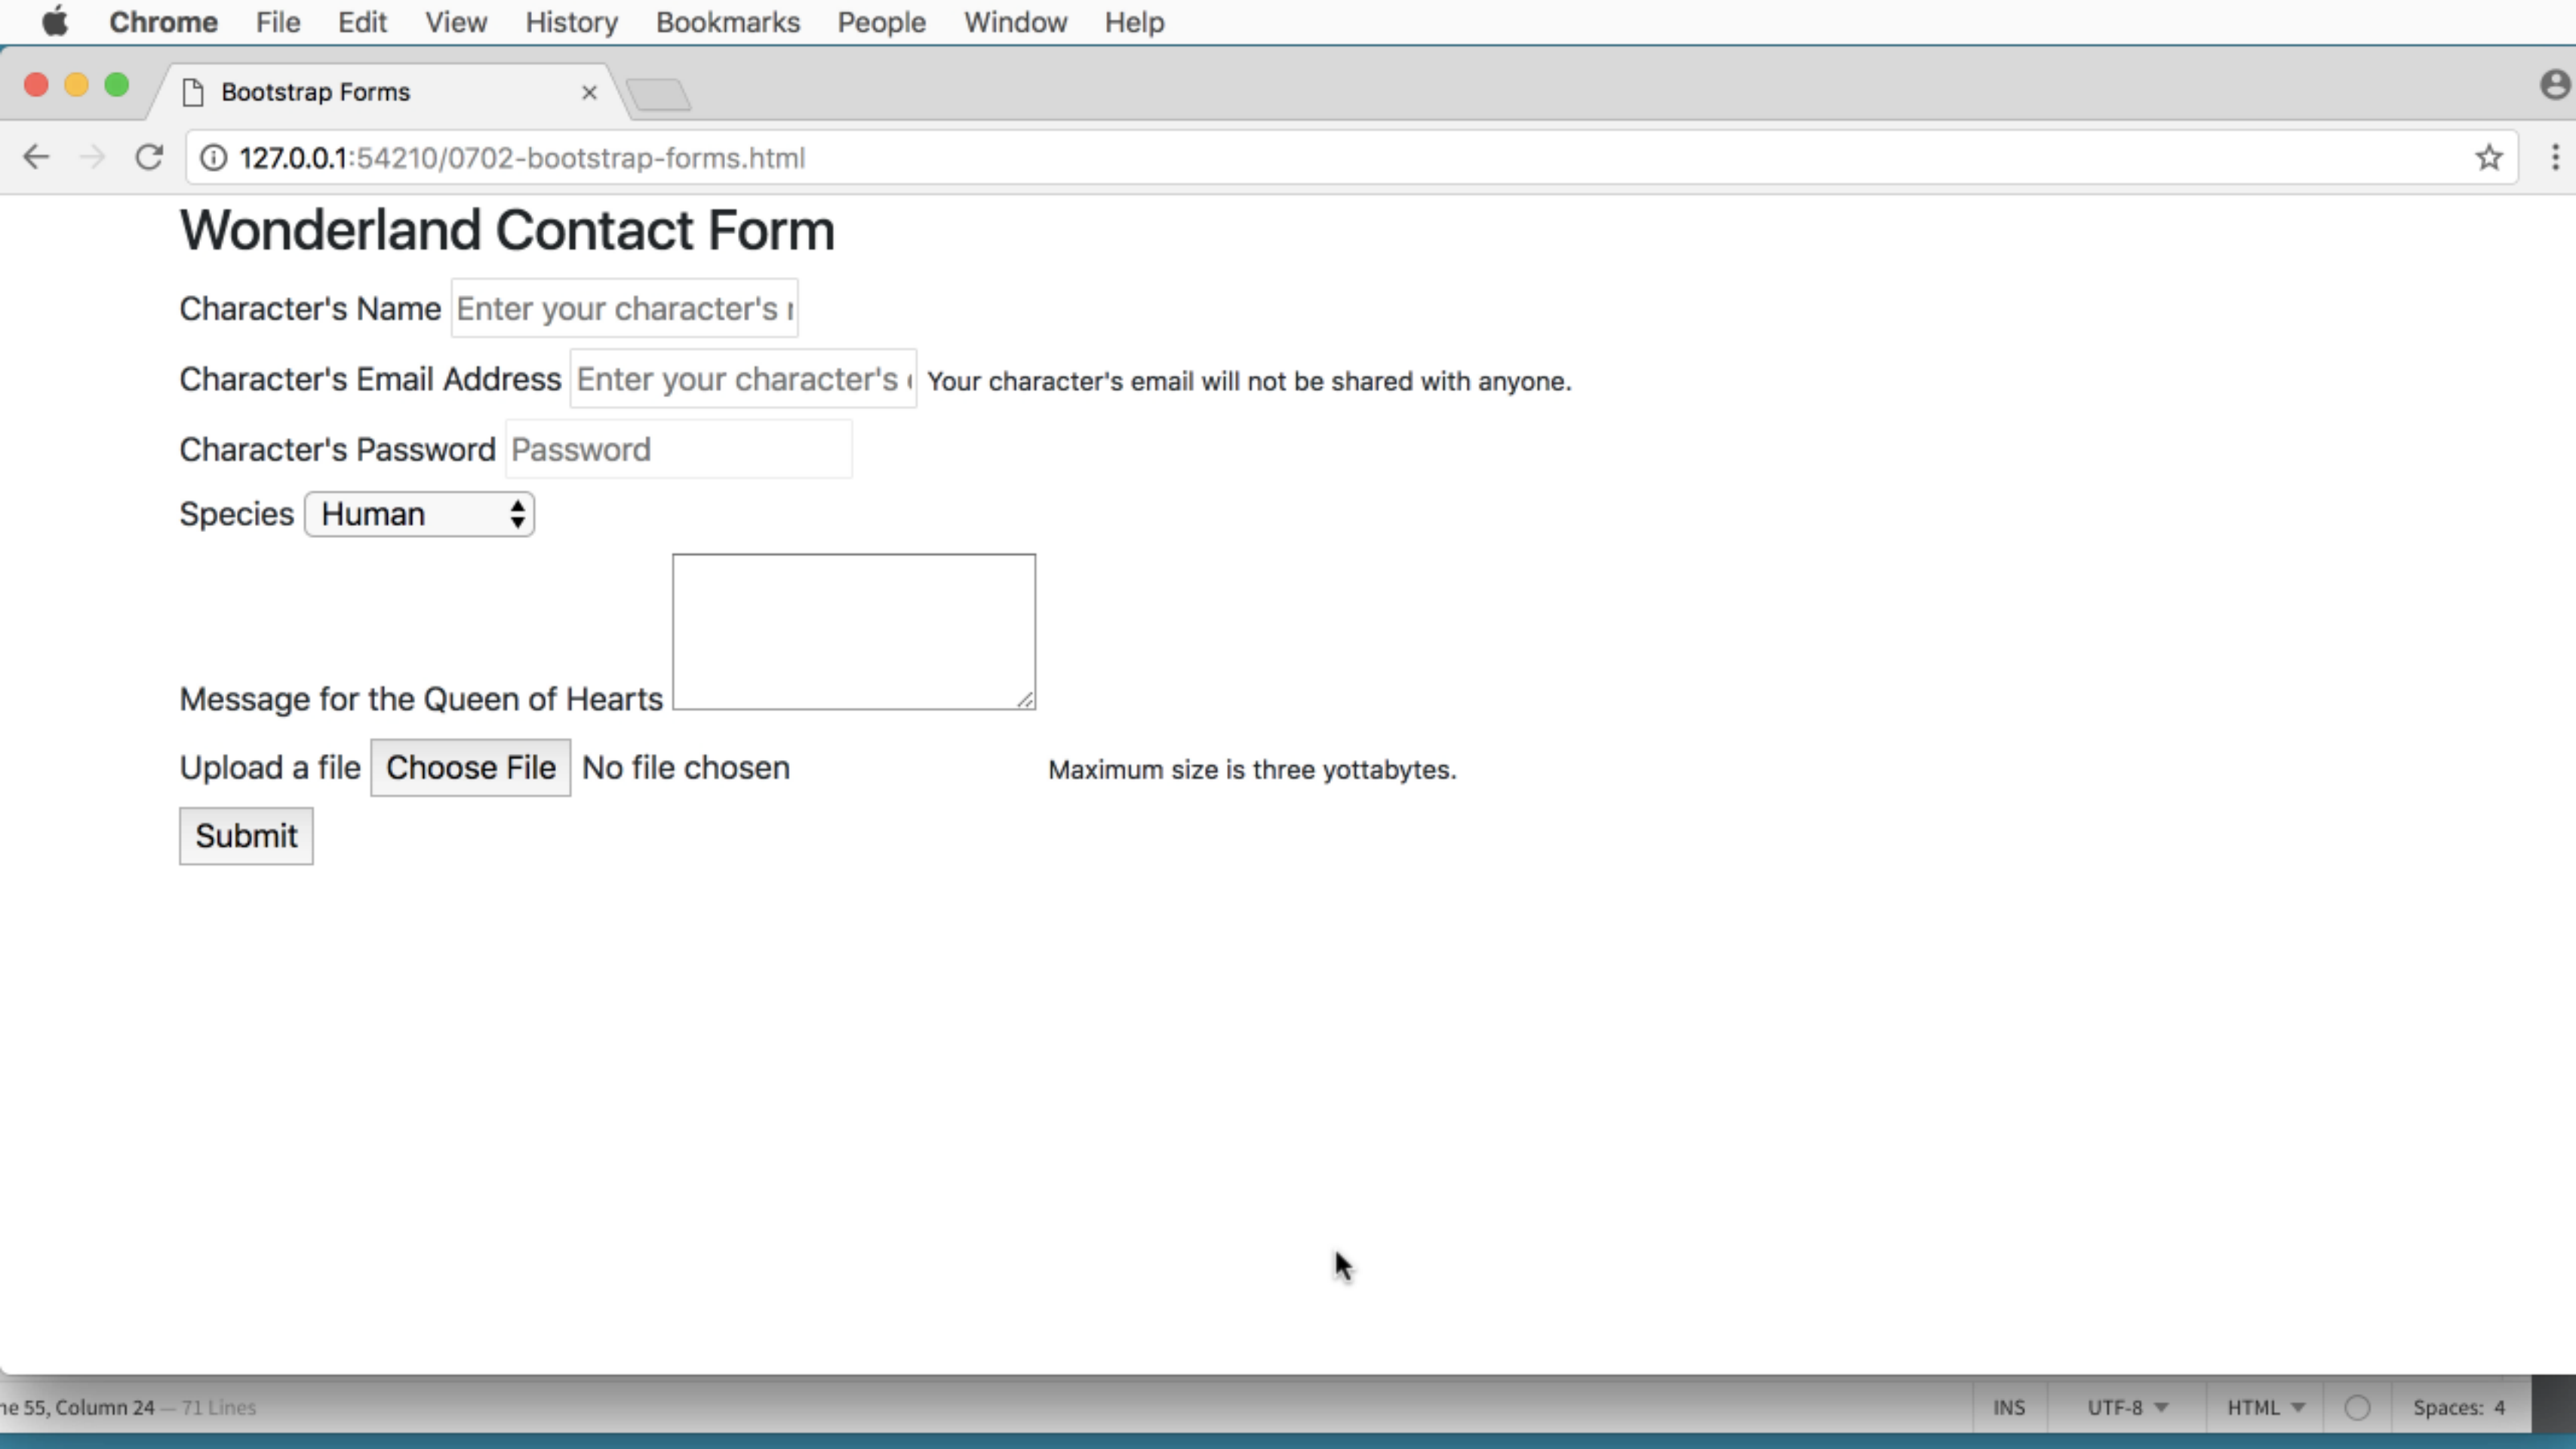 Chrome File Edit View History Bookmarks People Window Help
Bootstrap Forms
127.0.0.1:54210/0702-bootstrap-forms.html
Wonderland Contact Form
Character's Name Enter your character's
Character's Email Address Enter your character's Your character's email will not be shared with anyone.
Character's Password Password
Species Human
Message for the Queen of Hearts
Upload a file Choose File No file chosen Maximum size is three yottabytes.
Submit
55, Column 24 — 71 Lines INS UTF-8 HTML Spaces: 4